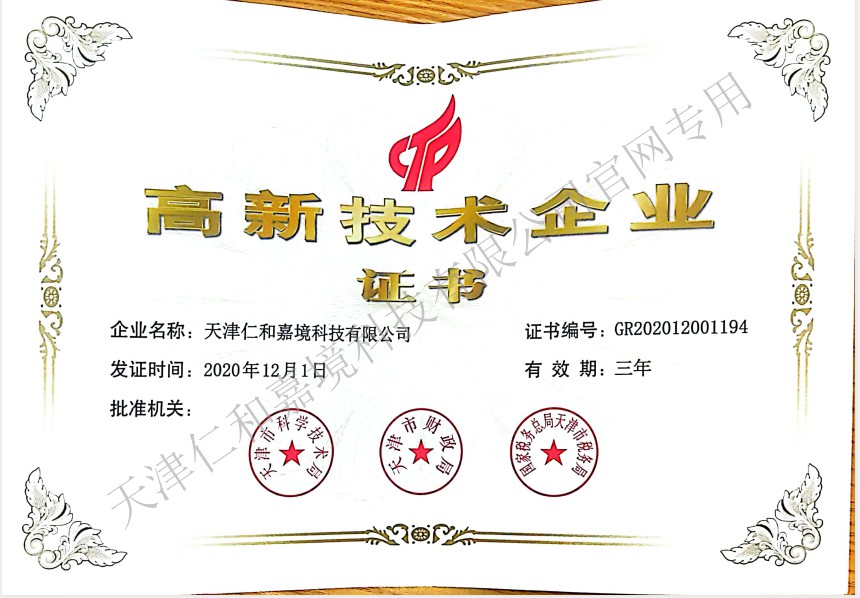 高新技术企业
证书
企业名称：天津仁和嘉境科技有限公司
证书编号：GR202012001194
发证时间：2020年12月1日
有 效 期：三年
批准机关：
天津市科学技术局
天津市财政局
国家税务总局天津市税务局
天津仁和嘉境科技有限公司官网专用